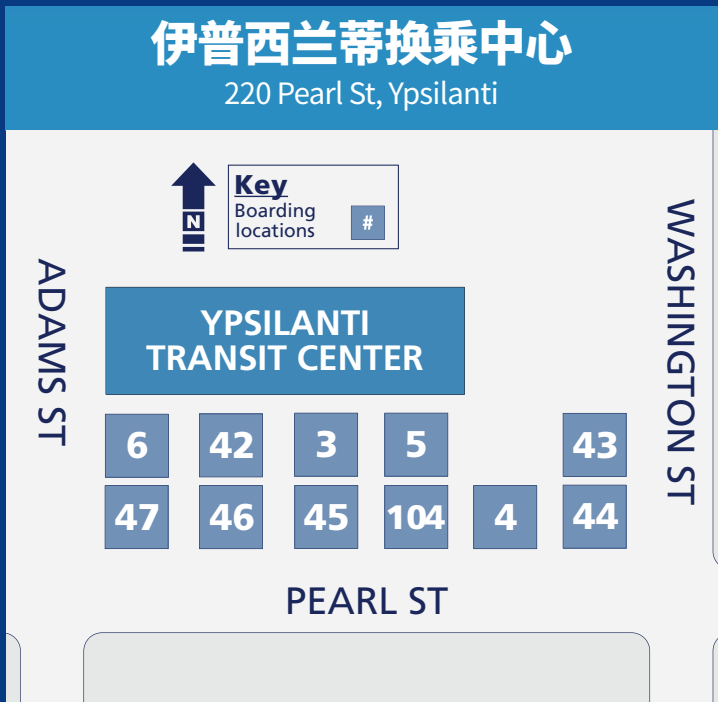 伊普西兰蒂换乘中心
220 Pearl St, Ypsilanti
N
Key
Boarding
locations
#
ADAMS ST
WASHINGTON ST
YPSILANTI
TRANSIT CENTER
6 42 3 5 43
47 46 45 104 4 44
PEARL ST